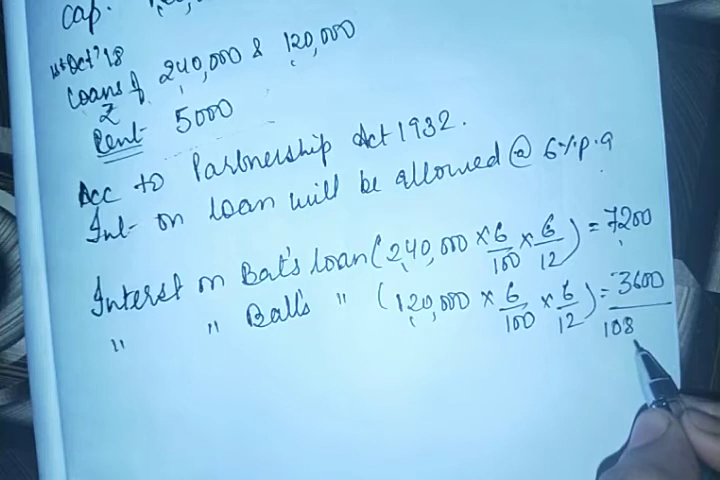 cap.
1st Oct' 18
Loans of 240,000 & 120,000
Rent 5000
Acc to Partnership Act 1932.
Int on loan will be allowed @ 6 % p.a
Interest on Bat's loan (240,000 × 6/100 × 6/12) = 7200
" " Ball's " (120,000 × 6/100 × 6/12) = 3600
108